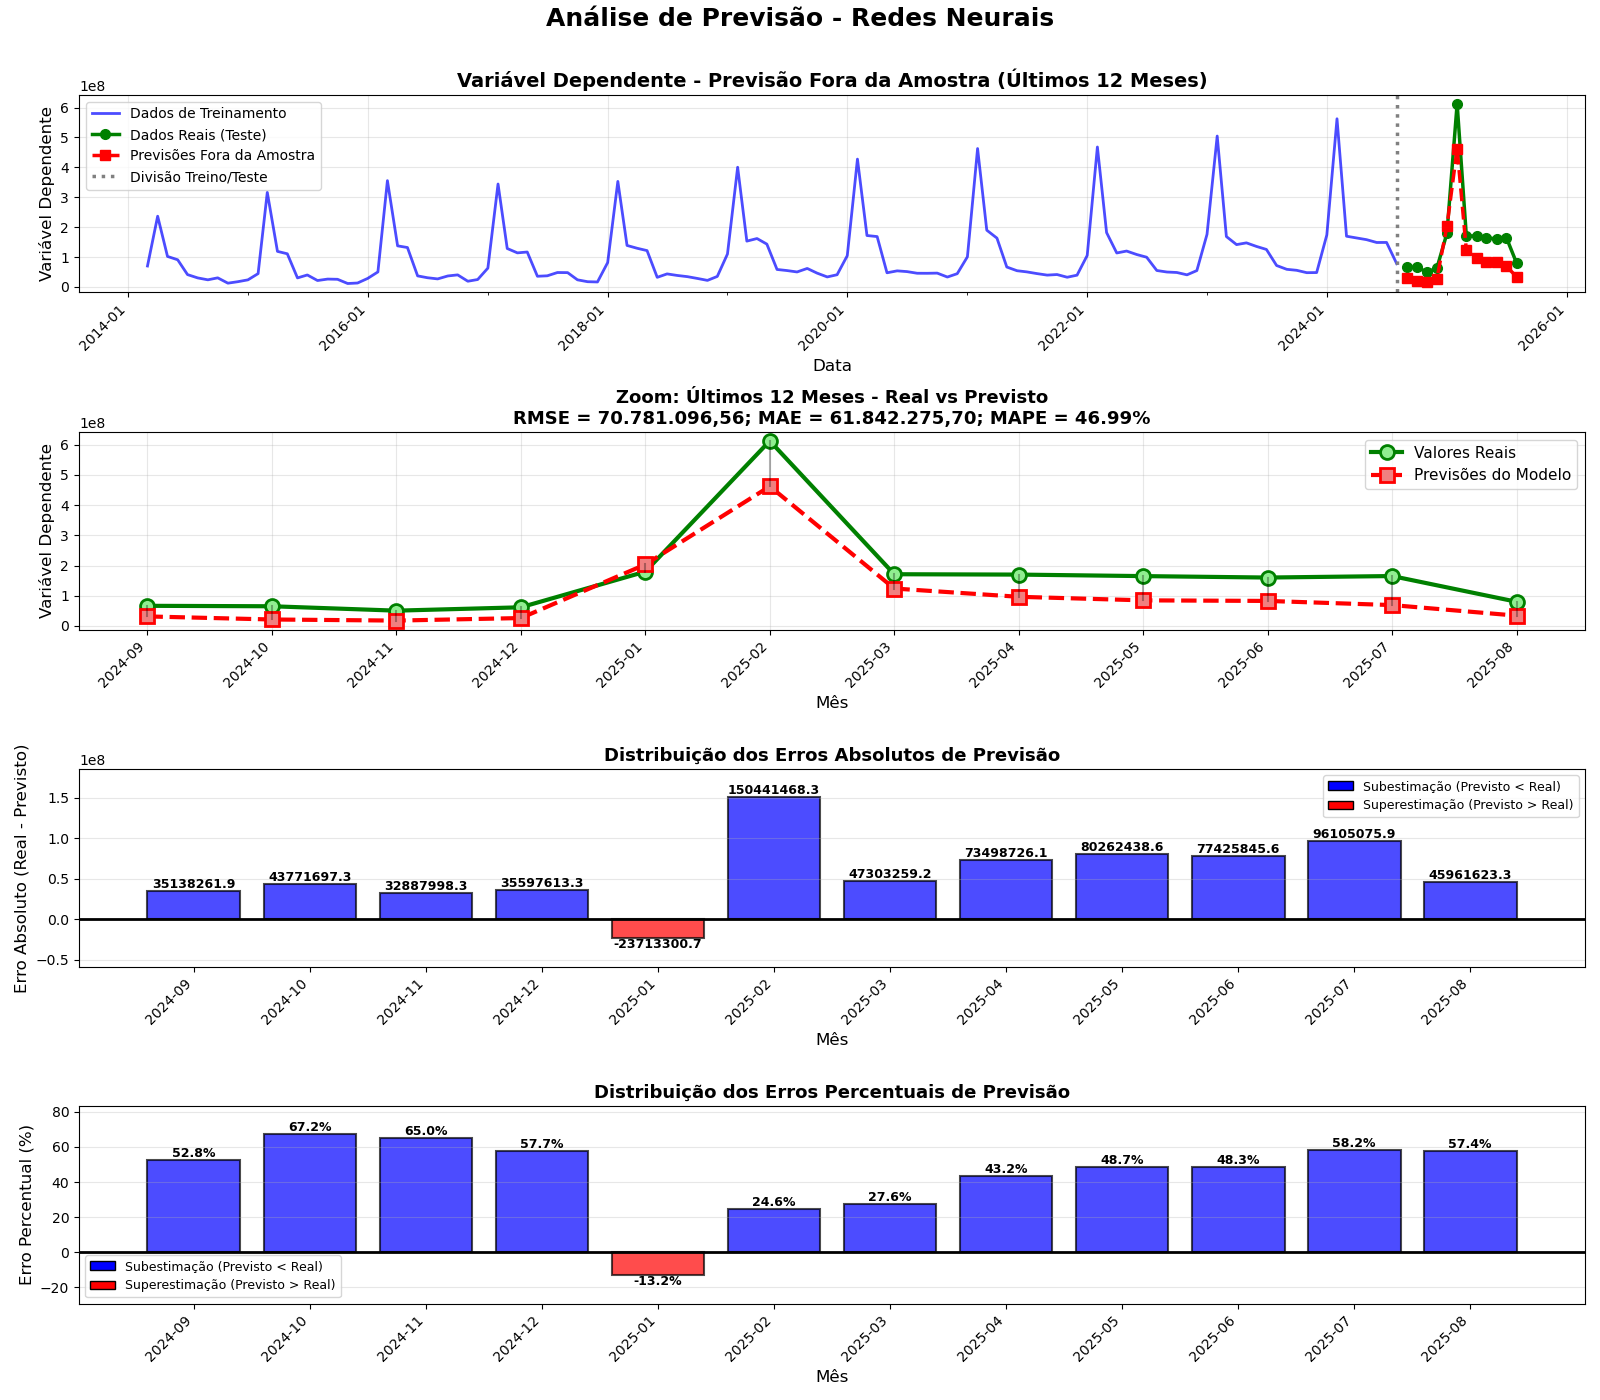 Análise de Previsão - Redes Neurais
Variável Dependente - Previsão Fora da Amostra (Últimos 12 Meses)
1e8
6
5
4
3
2
1
0
Variável Dependente
Dados de Treinamento
Dados Reais (Teste)
Previsões Fora da Amostra
Divisão Treino/Teste
2014-01 2016-01 2018-01 2020-01 2022-01 2024-01 2026-01
Data
Zoom: Últimos 12 Meses - Real vs Previsto
RMSE = 70.781.096,56; MAE = 61.842.275,70; MAPE = 46.99%
1e8
6
5
4
3
2
1
0
Variável Dependente
Valores Reais
Previsões do Modelo
2024-09 2024-10 2024-11 2024-12 2025-01 2025-02 2025-03 2025-04 2025-05 2025-06 2025-07 2025-08
Mês
Distribuição dos Erros Absolutos de Previsão
1e8
1.5
1.0
0.5
0.0
−0.5
Erro Absoluto (Real - Previsto)
Subestimação (Previsto < Real)
Superestimação (Previsto > Real)
35138261.9 43771697.3 32887998.3 35597613.3 -23713300.7 150441468.3 47303259.2 73498726.1 80262438.6 77425845.6 96105075.9 45961623.3
2024-09 2024-10 2024-11 2024-12 2025-01 2025-02 2025-03 2025-04 2025-05 2025-06 2025-07 2025-08
Mês
Distribuição dos Erros Percentuais de Previsão
80
60
40
20
0
−20
Erro Percentual (%)
52.8% 67.2% 65.0% 57.7% -13.2% 24.6% 27.6% 43.2% 48.7% 48.3% 58.2% 57.4%
Subestimação (Previsto < Real)
Superestimação (Previsto > Real)
2024-09 2024-10 2024-11 2024-12 2025-01 2025-02 2025-03 2025-04 2025-05 2025-06 2025-07 2025-08
Mês